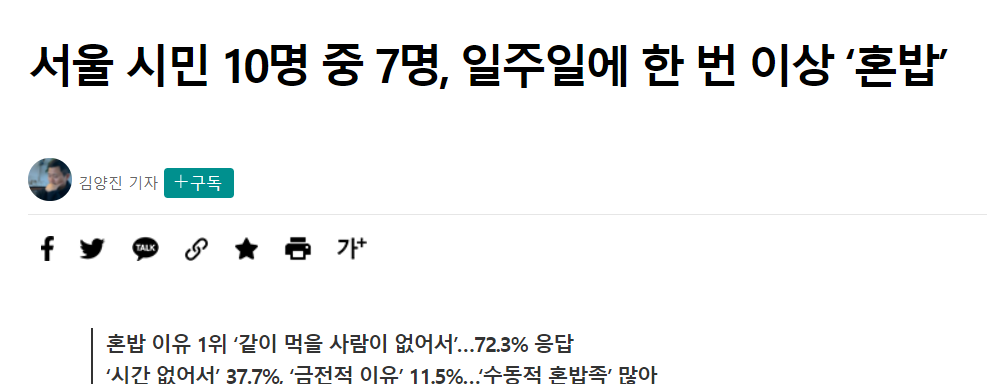 서울 시민 10명 중 7명, 일주일에 한 번 이상 ‘혼밥’
김양진 기자 +구독
TALK 가+
혼밥 이유 1위 ‘같이 먹을 사람이 없어서’…72.3% 응답
‘시간 없어서’ 37.7%, ‘금전적 이유’ 11.5%…‘수동적 혼밥족’ 많아